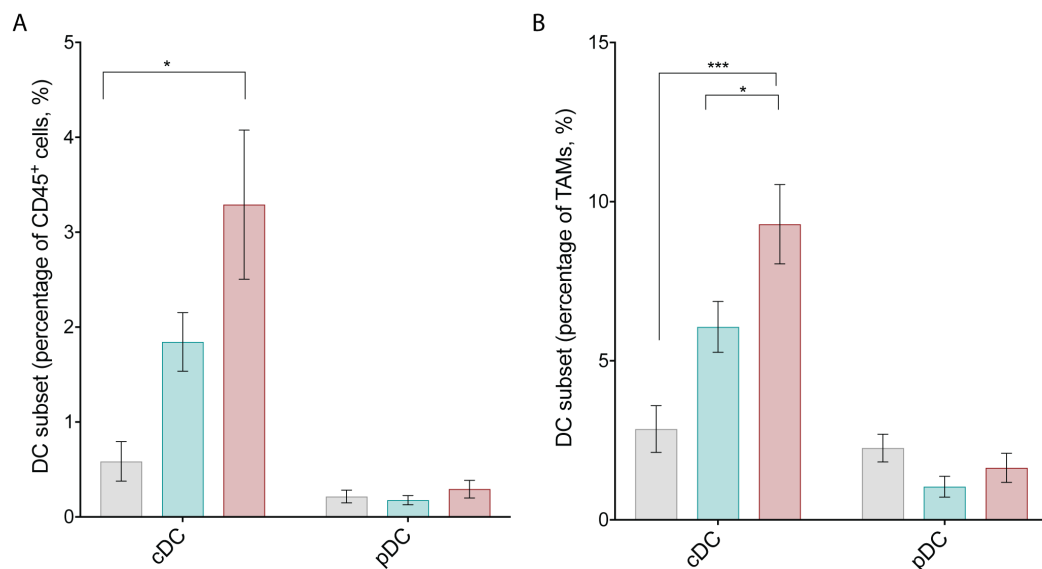 A
DC subset (percentage of CD45⁺ cells, %)
5
4
3
2
1
0
*
cDC
pDC
B
DC subset (percentage of TAMs, %)
15
10
5
0
***
*
cDC
pDC